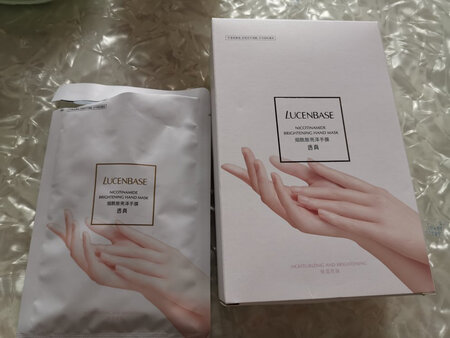 LUCENBASE
NICOTINAMIDE
BRIGHTENING HAND MASK
烟酰胺亮泽手膜
透真
LUCENBASE
NICOTINAMIDE
BRIGHTENING HAND MASK
烟酰胺亮泽手膜
透真
MOISTURIZING AND BRIGHTENING